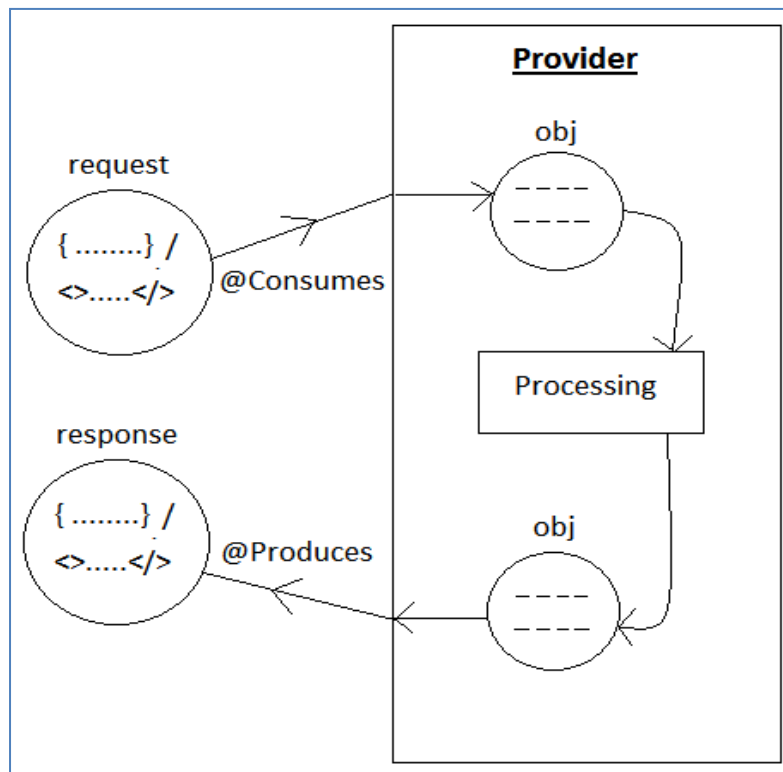 Provider
obj
request
{ ........} /
<>.....</>
@Consumes
Processing
response
{ ........} /
<>.....</>
@Produces
obj